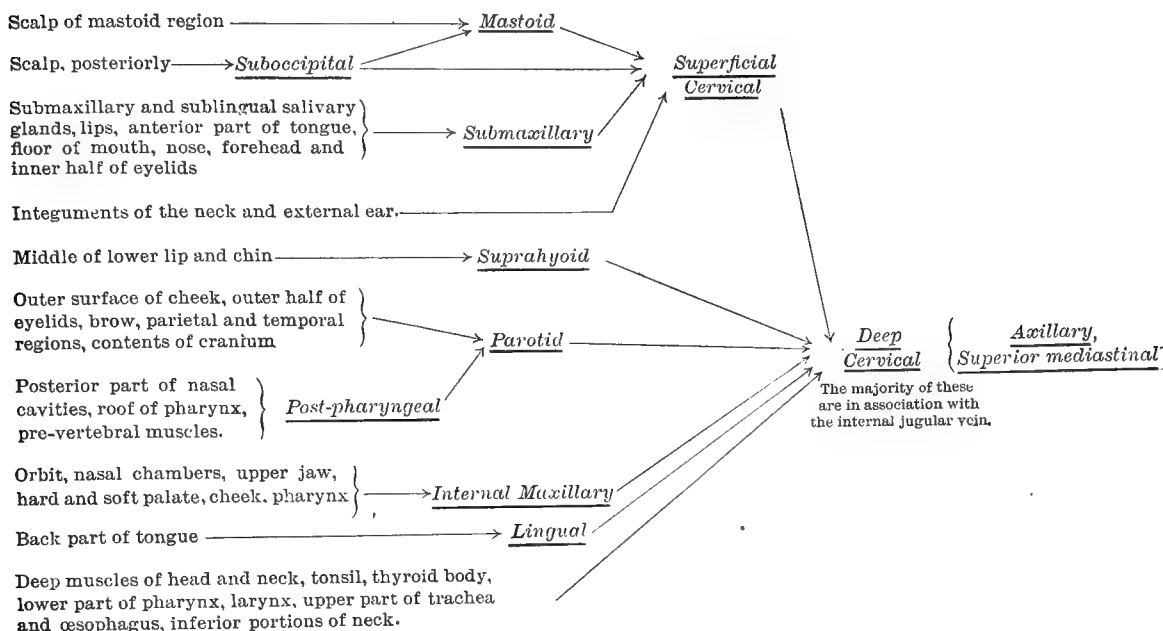 Scalp of mastoid region
Mastoid
Scalp, posteriorly
Suboccipital
Superficial
Cervical
Submaxillary and sublingual salivary
glands, lips, anterior part of tongue,
floor of mouth, nose, forehead and
inner half of eyelids
Submaxillary
Integuments of the neck and external ear.
Middle of lower lip and chin
Suprahyoid
Outer surface of cheek, outer half of
eyelids, brow, parietal and temporal
regions, contents of cranium
Parotid
Posterior part of nasal
cavities, roof of pharynx,
pre-vertebral muscles.
Post-pharyngeal
Deep
Cervical
Axillary,
Superior mediastinal
The majority of these
are in association with
the internal jugular vein.
Orbit, nasal chambers, upper jaw,
hard and soft palate, cheek. pharynx
Internal Maxillary
Back part of tongue
Lingual
Deep muscles of head and neck, tonsil, thyroid body,
lower part of pharynx, larynx, upper part of trachea
and œsophagus, inferior portions of neck.